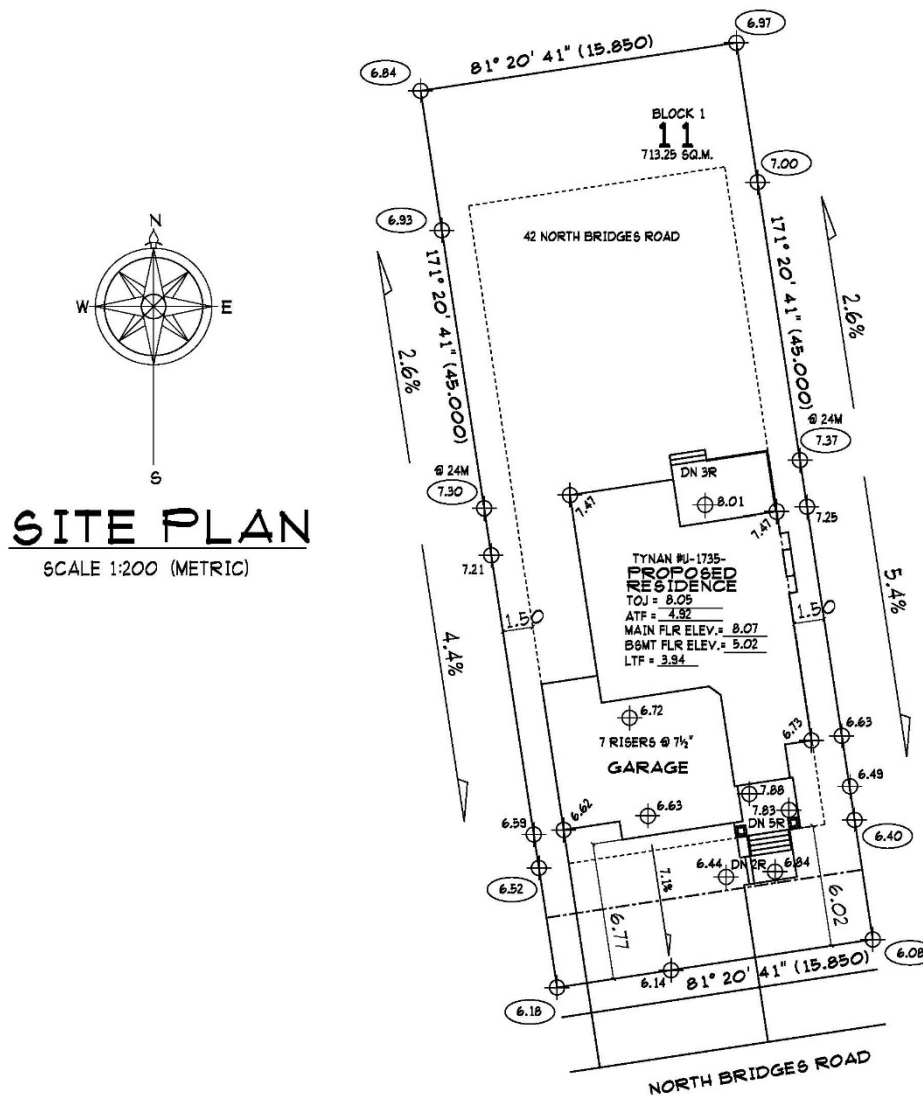 6.97
81° 20' 41" (15.850)
6.84
BLOCK 1
11
713.25 SQ.M.
7.00
6.93
42 NORTH BRIDGES ROAD
N
W
E
S
171° 20' 41" (45.000)
2.6%
171° 20' 41" (45.000)
2.6%
@ 24M
7.37
@ 24M
7.30
DN 3R
7.47
8.01
7.47
7.25
SITE PLAN
SCALE 1:200 (METRIC)
7.21
TYNAN #U-1735-
PROPOSED
RESIDENCE
TOJ = 8.05
ATF = 4.92
MAIN FLR ELEV.= 8.07
BSMT FLR ELEV.= 5.02
LTF = 3.94
5.4%
1.50
1.50
4.4%
6.72
7 RISERS @ 7½"
GARAGE
6.73
6.63
6.49
7.88
7.83
6.63
6.62
6.59
DN 5R
6.40
6.52
7.1%
6.44
DN 2R
6.84
6.77
6.02
6.08
6.14
81° 20' 41" (15.850)
6.18
NORTH BRIDGES ROAD